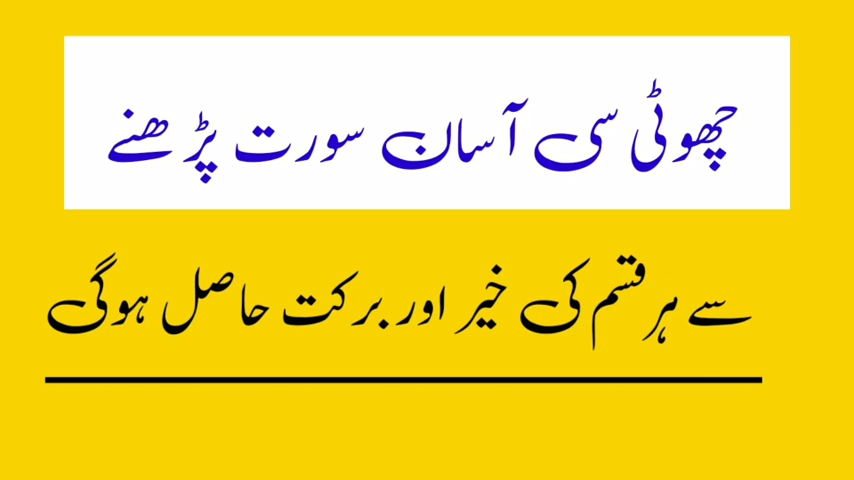 چھوٹی سی آسان سورت پڑھنے
سے ہر قسم کی خیر اور برکت حاصل ہوگی